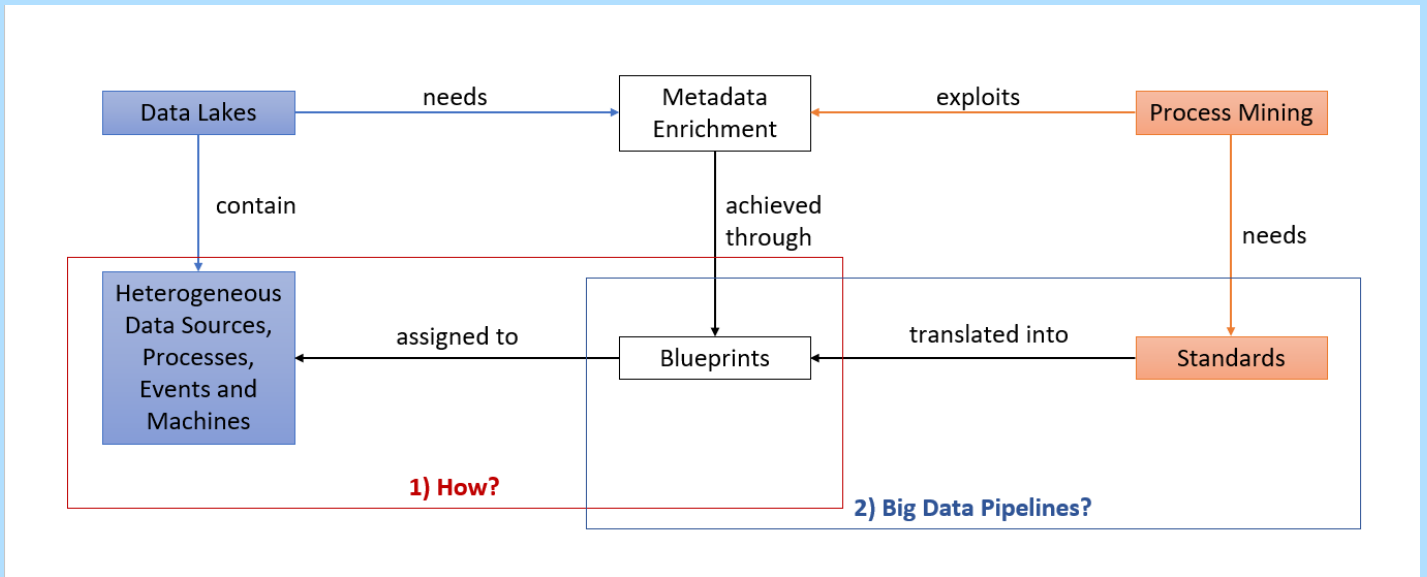 Data Lakes
needs
Metadata
Enrichment
exploits
Process Mining
contain
achieved
through
needs
Heterogeneous
Data Sources,
Processes,
Events and
Machines
assigned to
Blueprints
translated into
Standards
1) How?
2) Big Data Pipelines?